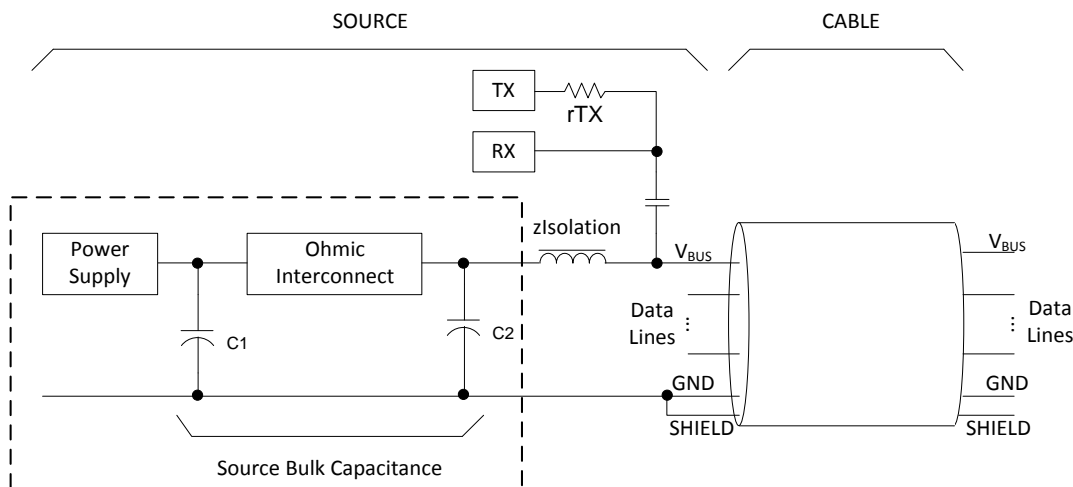 SOURCE
CABLE
TX
rTX
RX
zIsolation
Power
Supply
Ohmic
Interconnect
VBUS
VBUS
Data
Lines
Data
Lines
C1
C2
GND
GND
SHIELD
SHIELD
Source Bulk Capacitance